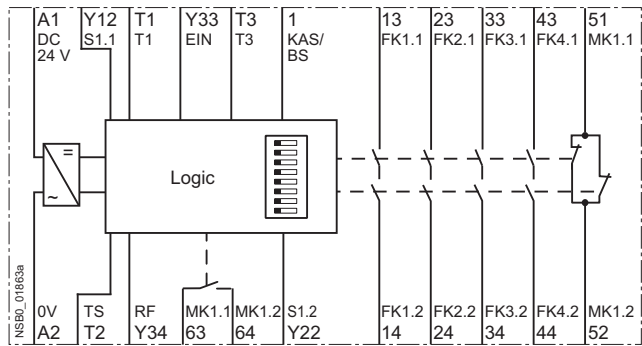 A1 Y12 T1 Y33 T3 1 13 23 33 43 51
DC S1.1 T1 EIN T3 KAS/ FK1.1 FK2.1 FK3.1 FK4.1 MK1.1
24 V BS
=
~
Logic
NSB0_01863a
0V TS RF MK1.1 MK1.2 S1.2 FK1.2 FK2.2 FK3.2 FK4.2 MK1.2
A2 T2 Y34 63 64 Y22 14 24 34 44 52